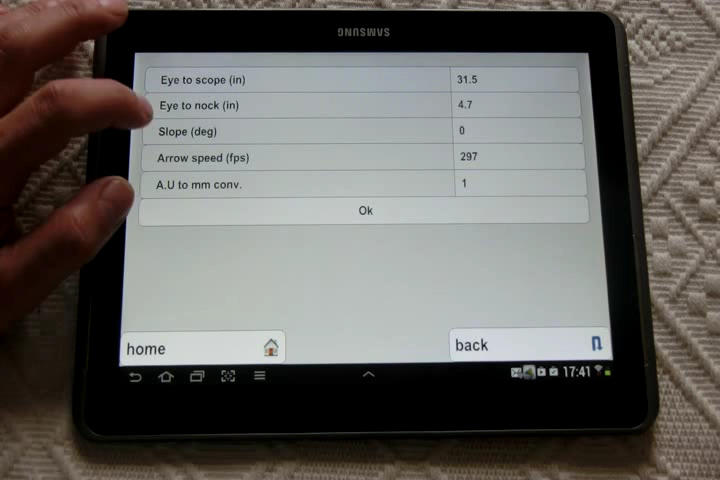 SAMSUNG
Eye to scope (in) 31.5
Eye to nock (in) 4.7
Slope (deg) 0
Arrow speed (fps) 297
A.U to mm conv. 1
Ok
home back
17:41